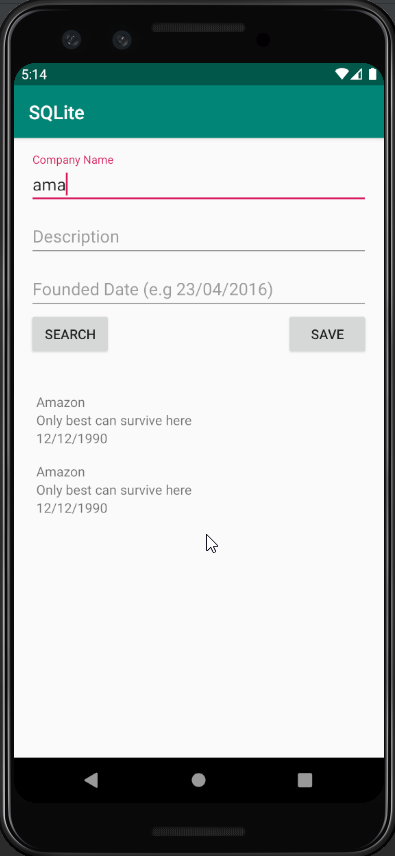 5:14
SQLite
Company Name
ama
Description
Founded Date (e.g 23/04/2016)
SEARCH
SAVE
Amazon
Only best can survive here
12/12/1990
Amazon
Only best can survive here
12/12/1990